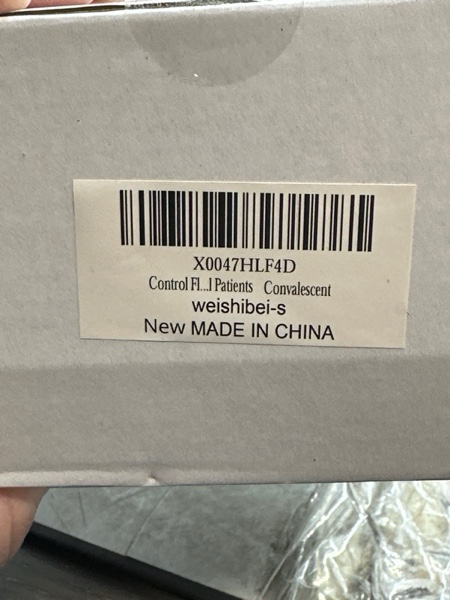 X0047HLF4D
Control Fl...l Patients Convalescent
weishibei-s
New MADE IN CHINA